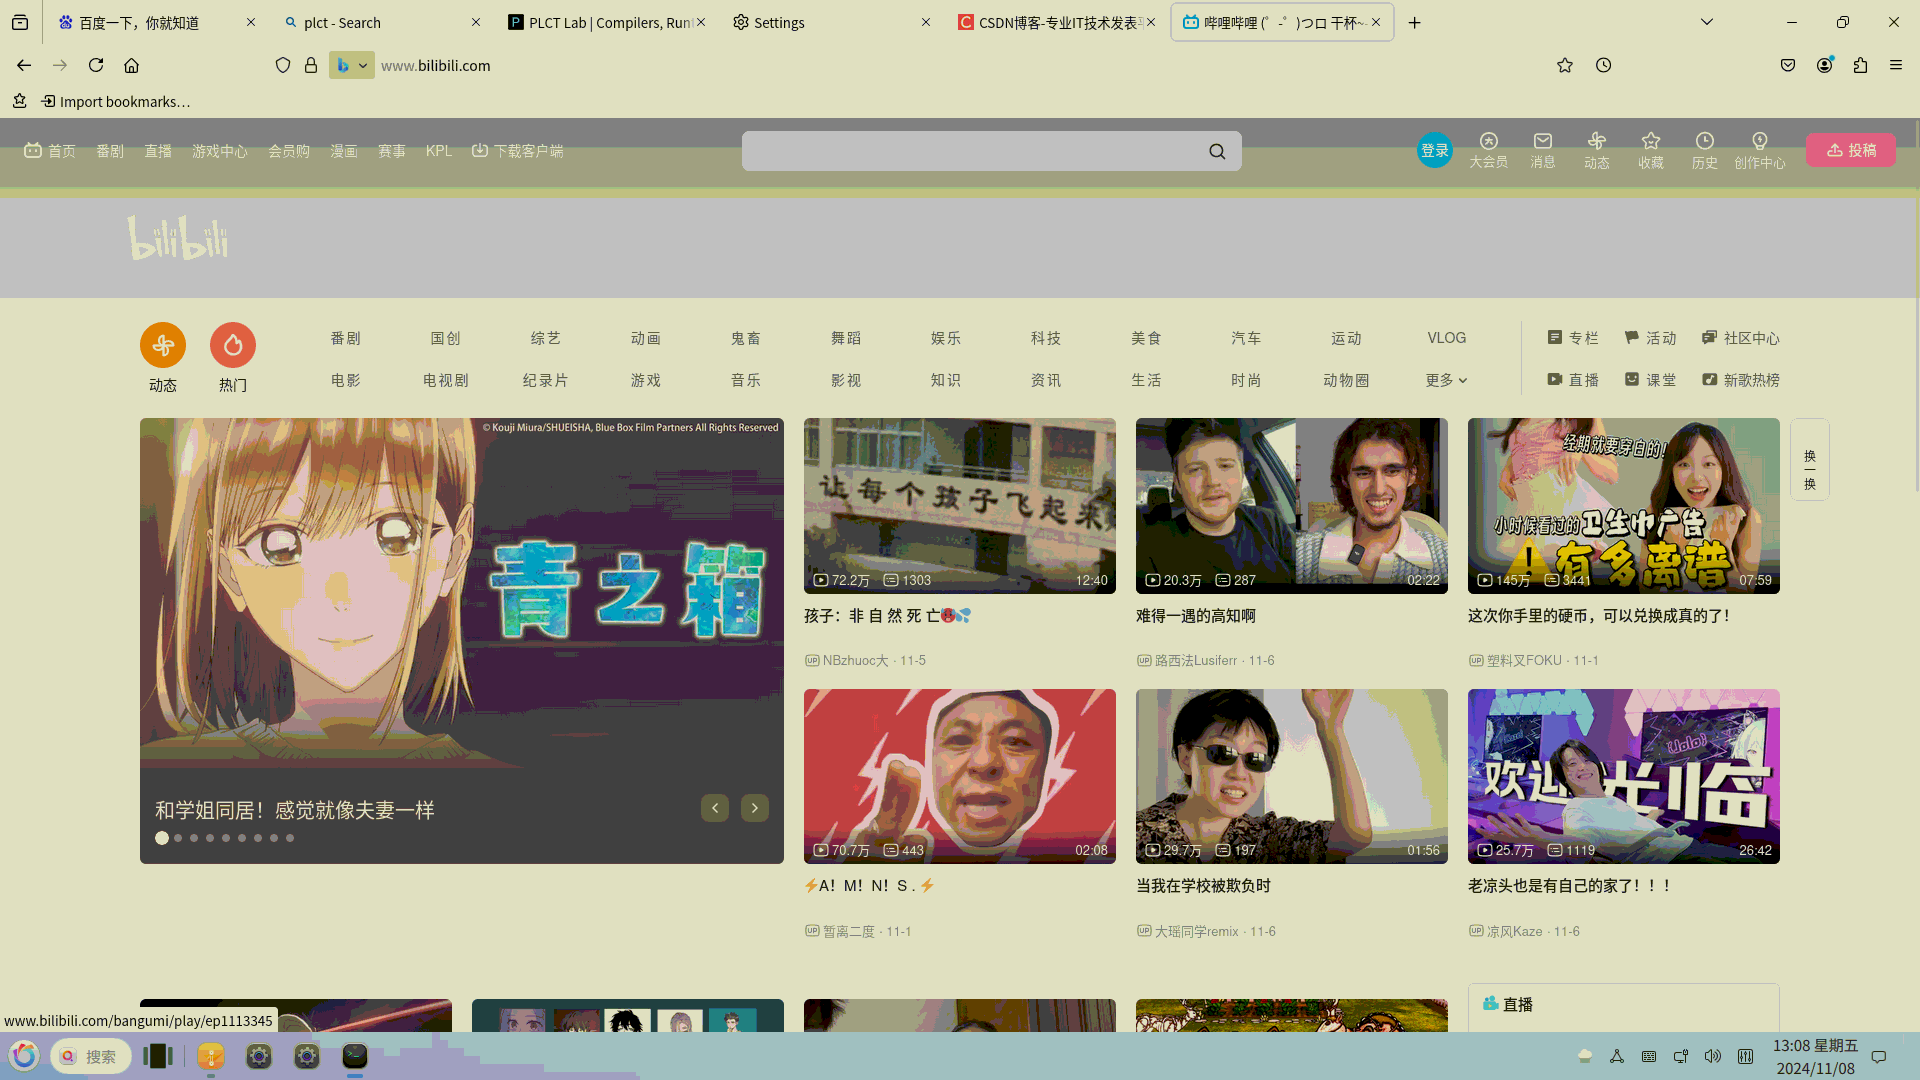 百度一下，你就知道
plct - Search
PLCT Lab | Compilers, Run
Settings
CSDN博客-专业IT技术发表
哔哩哔哩 (゜-゜)つロ 干杯~-
www.bilibili.com
Import bookmarks…
首页 番剧 直播 游戏中心 会员购 漫画 赛事 KPL 下载客户端
登录 大会员 消息 动态 收藏 历史 创作中心 投稿
bilibili
番剧 国创 综艺 动画 鬼畜 舞蹈 娱乐 科技 美食 汽车 运动 VLOG 专栏 活动 社区中心
动态 热门
电影 电视剧 纪录片 游戏 音乐 影视 知识 资讯 生活 时尚 动物圈 更多 直播 课堂 新歌热榜
© Kouji Miura/SHUEISHA, Blue Box Film Partners All Rights Reserved
青之箱
和学姐同居！感觉就像夫妻一样
换一换
让每个孩子飞起来
72.2万 1303 12:40
孩子：非 自 然 死 亡🥵💦
UP NBzhuoc大 · 11-5
20.3万 287 02:22
难得一遇的高知啊
UP 路西法Lusiferr · 11-6
经期就要穿白的!
小时候看过的卫生巾广告
有多离谱
145万 3441 07:59
这次你手里的硬币，可以兑换成真的了！
UP 塑料叉FOKU · 11-1
70.7万 443 02:08
⚡A！M！N！S . ⚡
UP 暂离二度 · 11-1
29.7万 197 01:56
当我在学校被欺负时
UP 大瑶同学remix · 11-6
欢迎光临
25.7万 1119 26:42
老凉头也是有自己的家了！！！
UP 凉风Kaze · 11-6
直播
www.bilibili.com/bangumi/play/ep1113345
搜索
13:08 星期五
2024/11/08